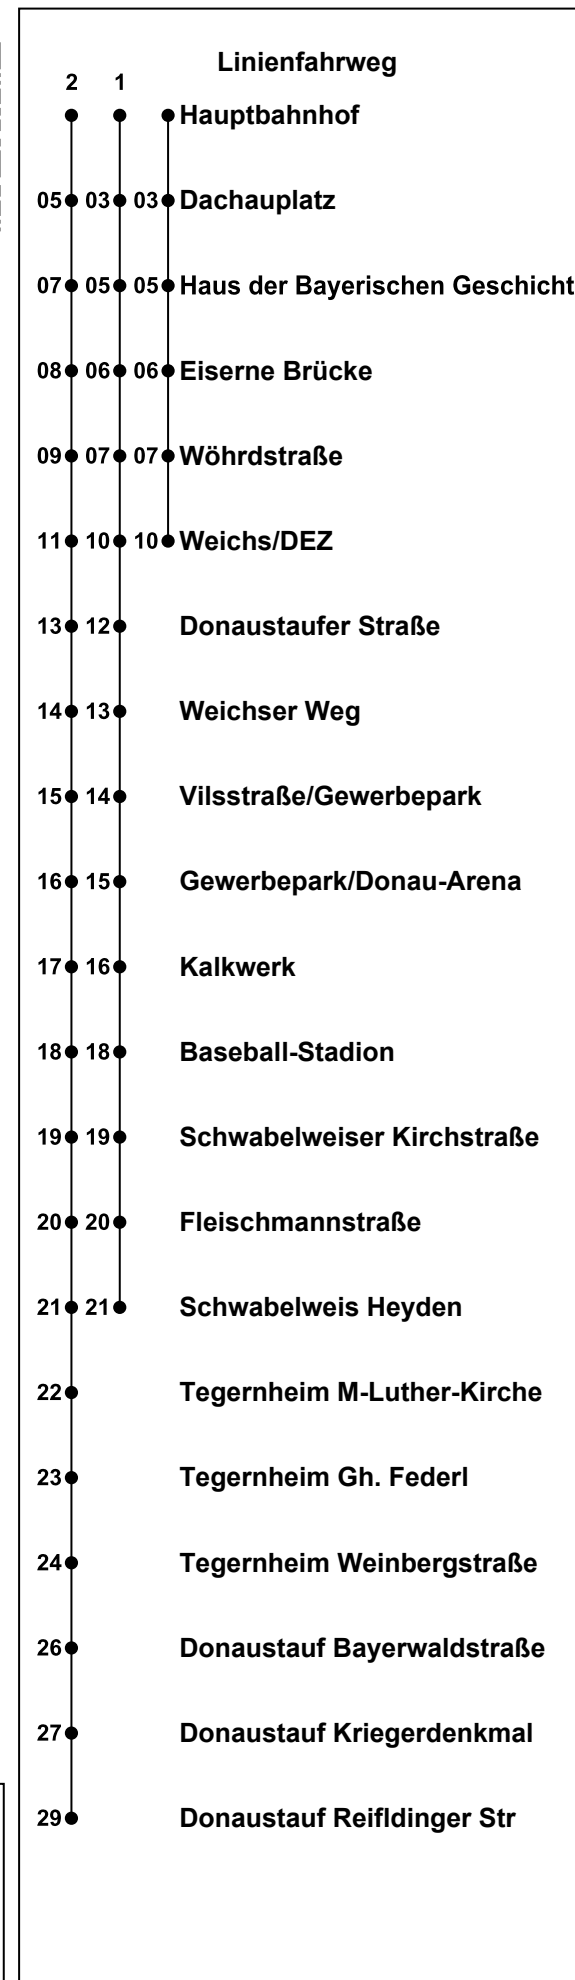 Linienfahrweg
2 1
Hauptbahnhof
05 03 03 Dachauplatz
07 05 05 Haus der Bayerischen Geschicht
08 06 06 Eiserne Brücke
09 07 07 Wöhrdstraße
11 10 10 Weichs/DEZ
13 12 Donaustaufer Straße
14 13 Weichser Weg
15 14 Vilsstraße/Gewerbepark
16 15 Gewerbepark/Donau-Arena
17 16 Kalkwerk
18 18 Baseball-Stadion
19 19 Schwabelweiser Kirchstraße
20 20 Fleischmannstraße
21 21 Schwabelweis Heyden
22 Tegernheim M-Luther-Kirche
23 Tegernheim Gh. Federl
24 Tegernheim Weinbergstraße
26 Donaustauf Bayerwaldstraße
27 Donaustauf Kriegerdenkmal
29 Donaustauf Reifldinger Str